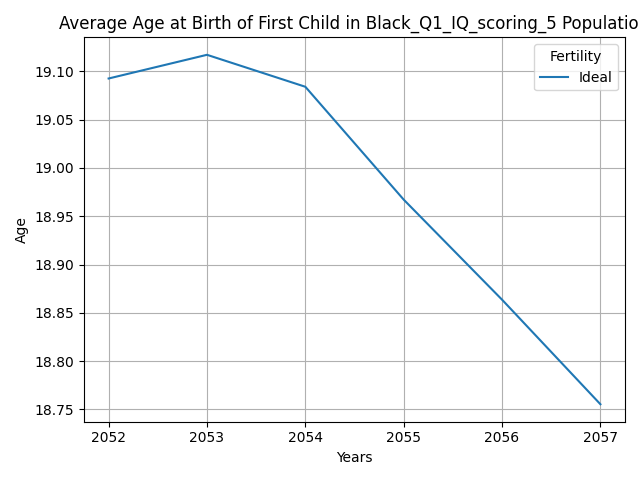 Average Age at Birth of First Child in Black_Q1_IQ_scoring_5 Populatio
Fertility
Ideal
19.10
19.05
19.00
18.95
18.90
18.85
18.80
18.75
Age
2052 2053 2054 2055 2056 2057
Years